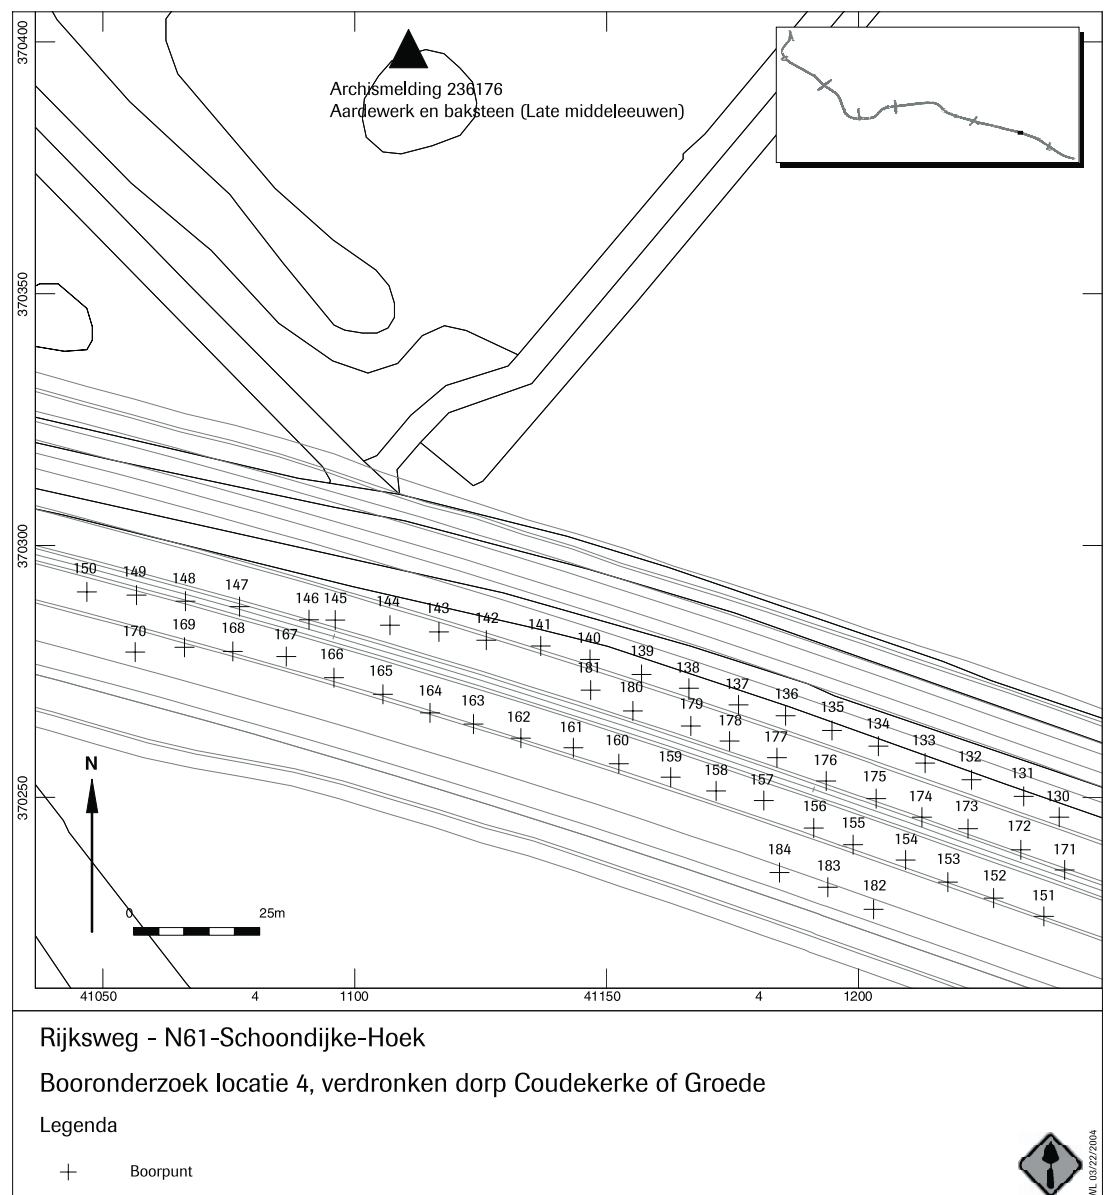 370400
Archismelding 236176
Aardewerk en baksteen (Late middeleeuwen)
370350
370300
150 149 148 147 146 145 144 143 142 141 140 139 138 137 136 135 134 133 132 131 130
170 169 168 167 166 165 164 163 162 161 160 159 158 157 156 155 154 153 152 151
181 180 179 178 177 176 175 174 173 172 171
184 183 182
370250
N
0 25m
41050 4 1100 41150 4 1200
Rijksweg - N61-Schoondijke-Hoek
Booronderzoek locatie 4, verdronken dorp Coudekerke of Groede
Legenda
Boorpunt
WL 03/22/2004